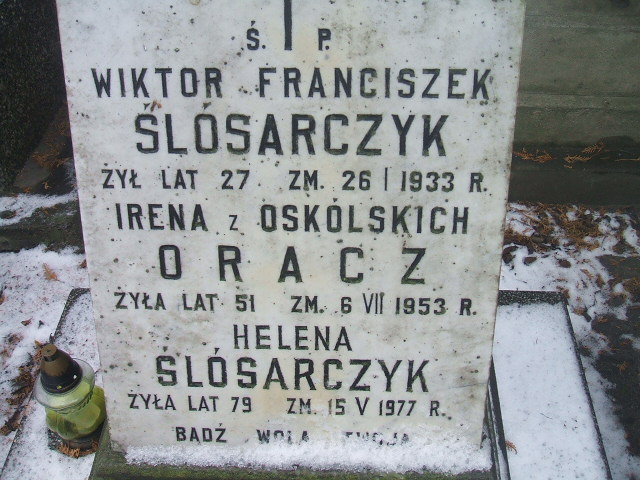 Ś. P.
WIKTOR FRANCISZEK
ŚLÓSARCZYK
ŻYŁ LAT 27 ZM. 26 I 1933 R.
IRENA Z OSKÓLSKICH
ORACZ
ŻYŁA LAT 51 ZM. 6 VII 1953 R.
HELENA
ŚLÓSARCZYK
ŻYŁA LAT 79 ZM. 15 V 1977 R.
BĄDŹ WOLA TWOJA